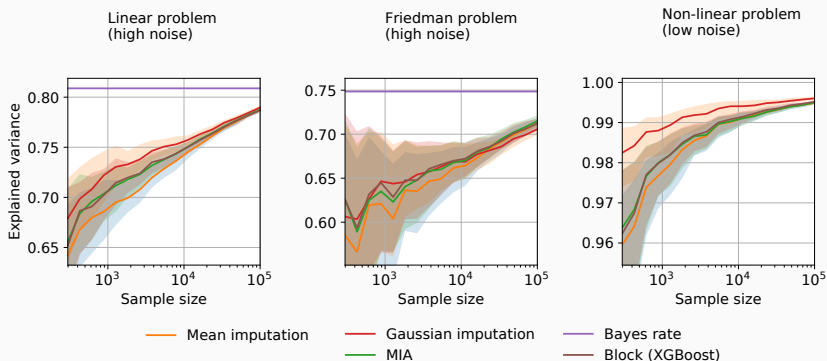 Linear problem
(high noise)
Friedman problem
(high noise)
Non-linear problem
(low noise)
Explained variance
0.80
0.75
0.70
0.65
10³
10⁴
10⁵
Sample size
0.75
0.70
0.65
0.60
10³
10⁴
10⁵
Sample size
1.00
0.99
0.98
0.97
0.96
10³
10⁴
10⁵
Sample size
Mean imputation
Gaussian imputation
Bayes rate
MIA
Block (XGBoost)